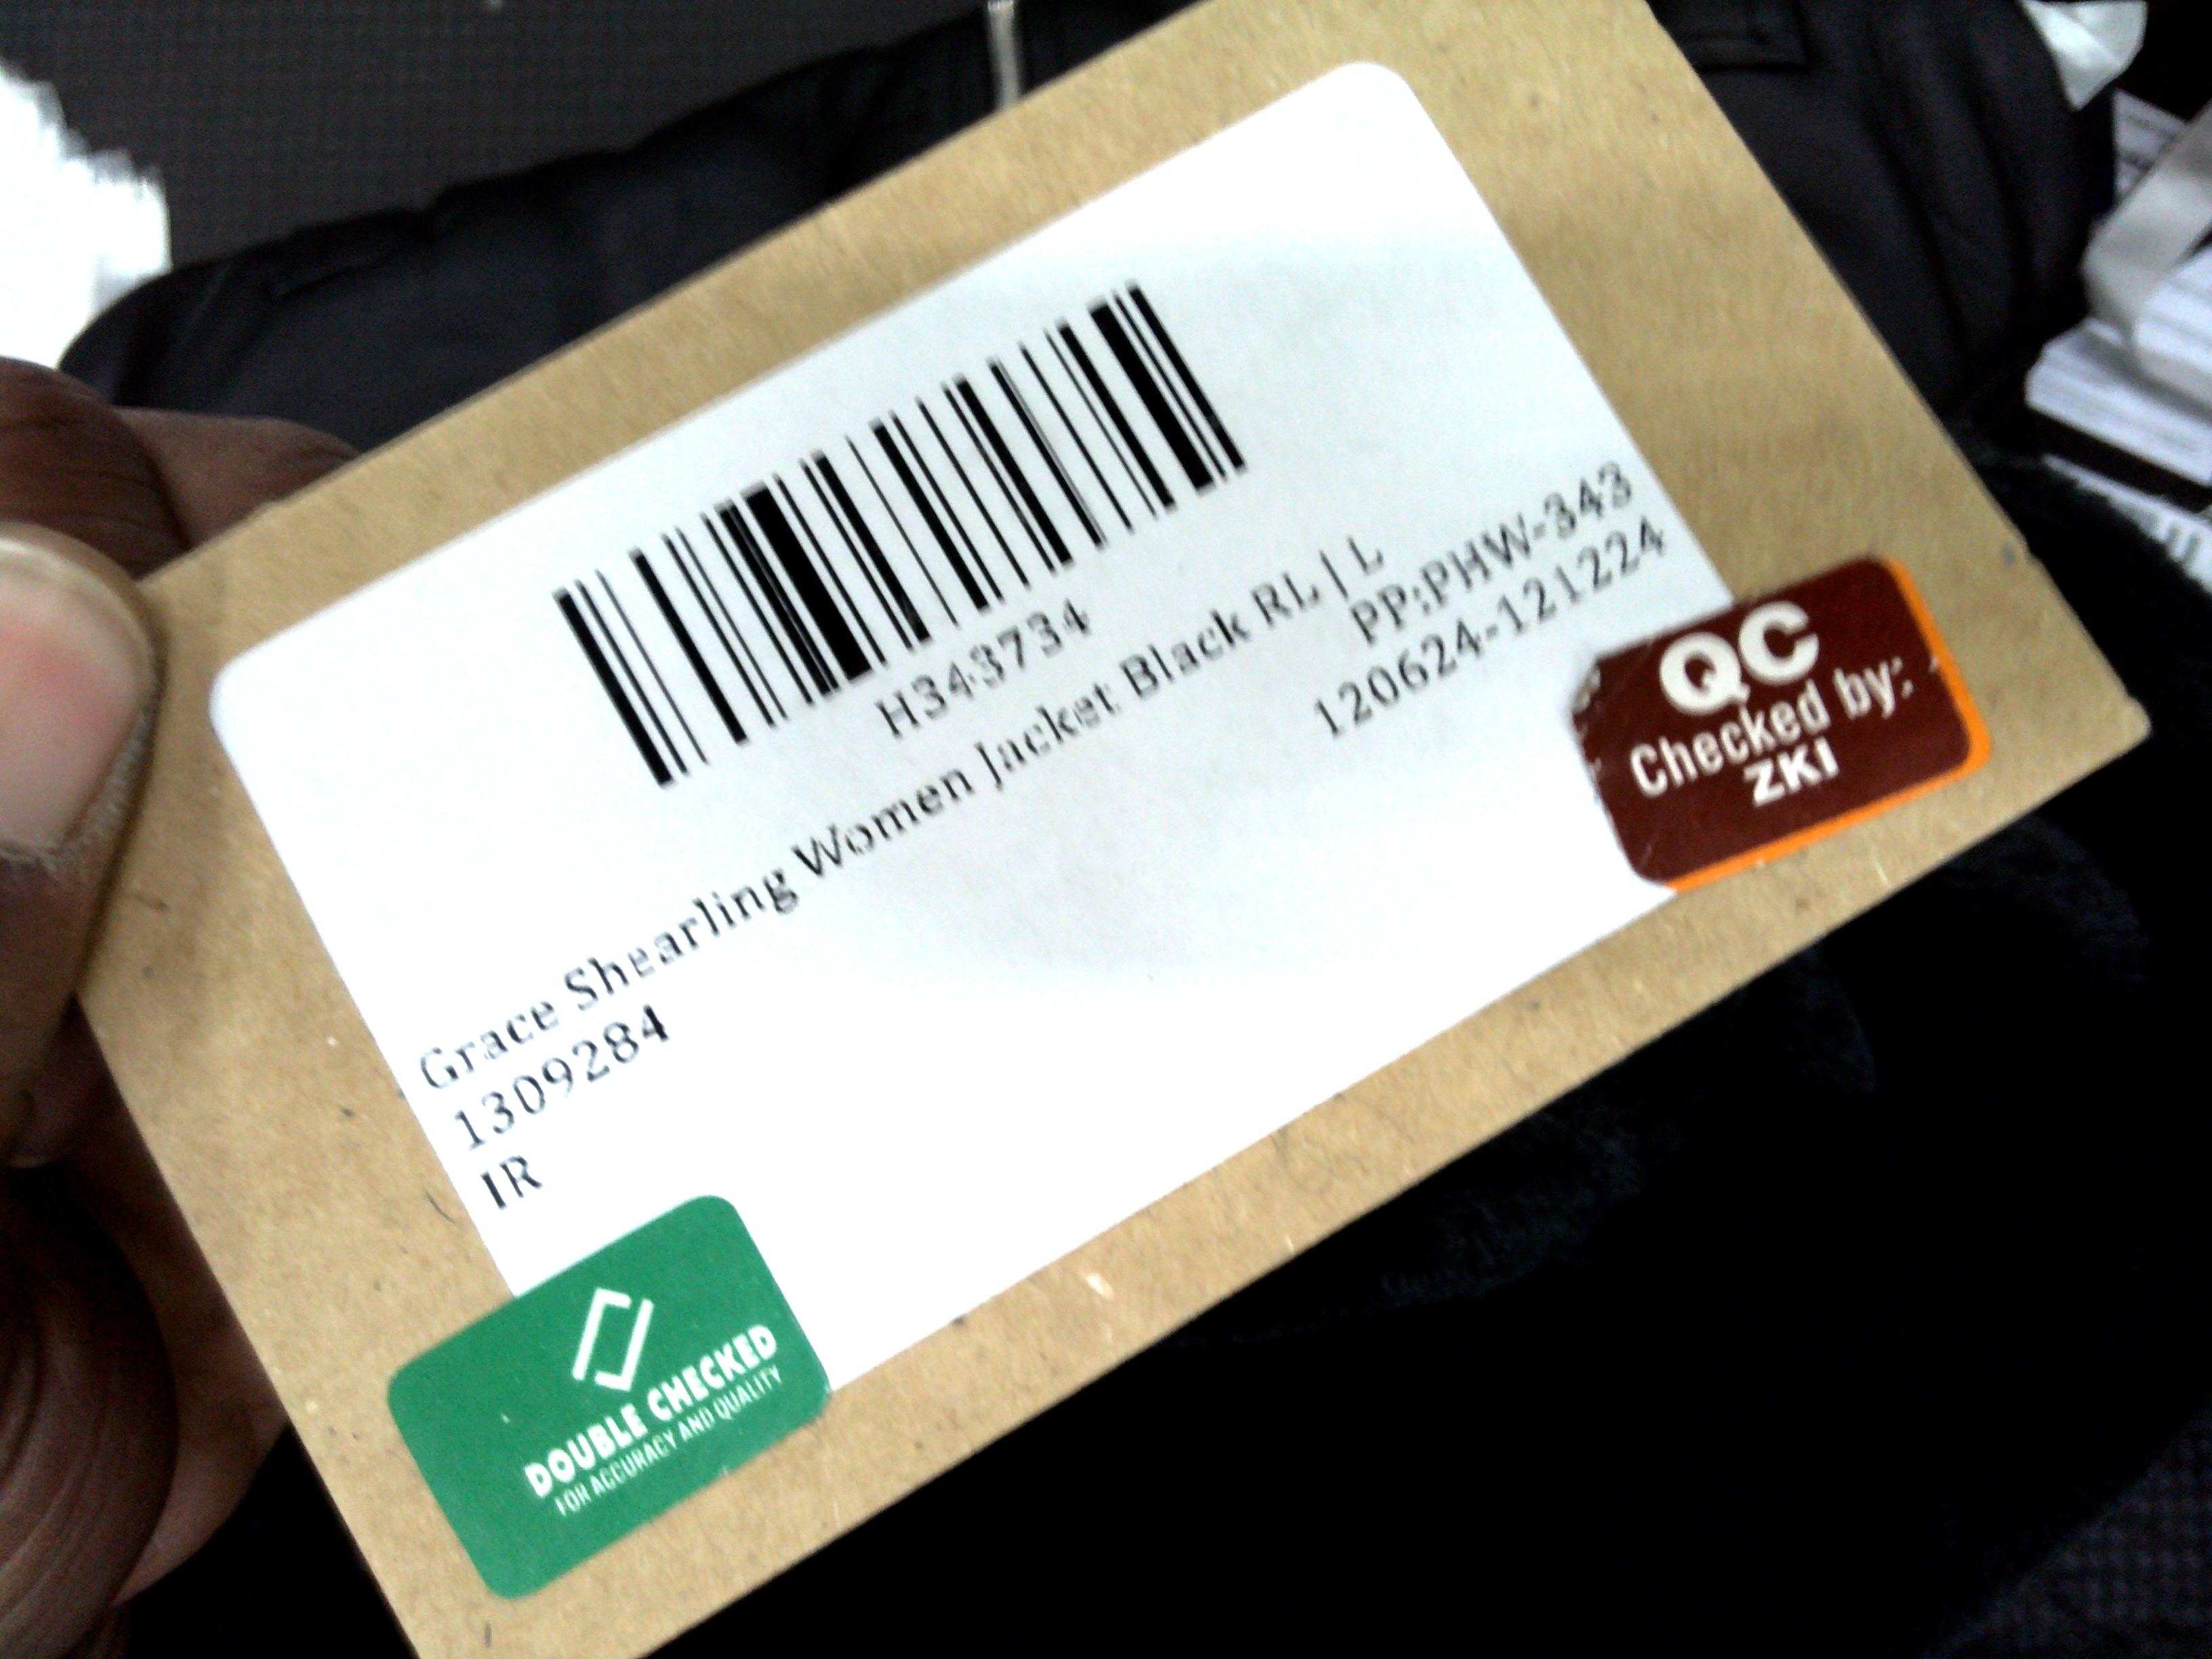 H343734
Grace Shearling Women Jacket Black RL | L
1309284
PP:PHW-343
IR
120624-121224
QC
Checked by:
ZKI
DOUBLE CHECKED
FOR ACCURACY AND QUALITY